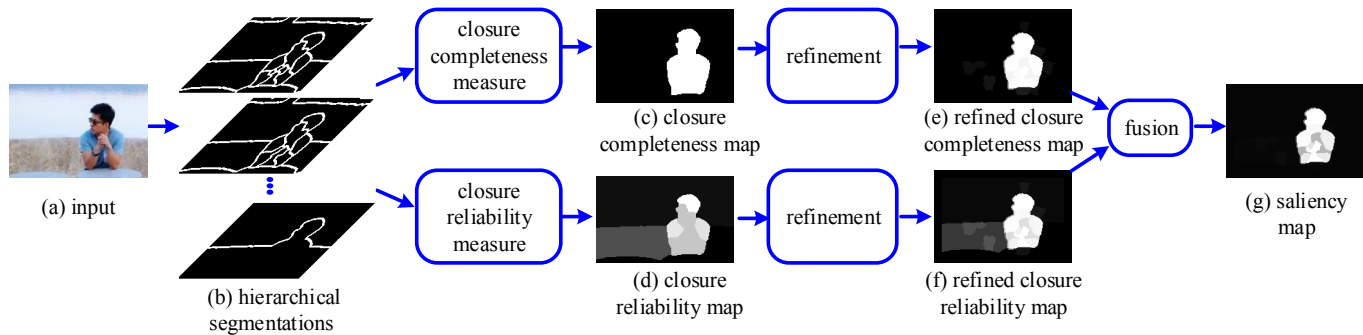 (a) input
(b) hierarchical
segmentations
closure
completeness
measure
(c) closure
completeness map
refinement
(e) refined closure
completeness map
closure
reliability
measure
(d) closure
reliability map
refinement
(f) refined closure
reliability map
fusion
(g) saliency
map